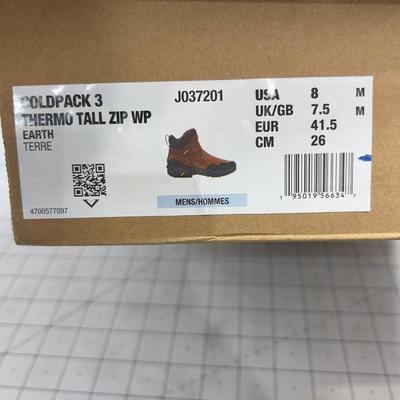 COLDPACK 3
THERMO TALL ZIP WP
EARTH
TERRE
4700577097
J037201
MENS/HOMMES
USA 8 M
UK/GB 7.5 M
EUR 41.5
CM 26
1 95019 56634 7